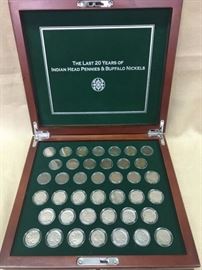 The Last 20 Years of
Indian Head Pennies & Buffalo Nickels